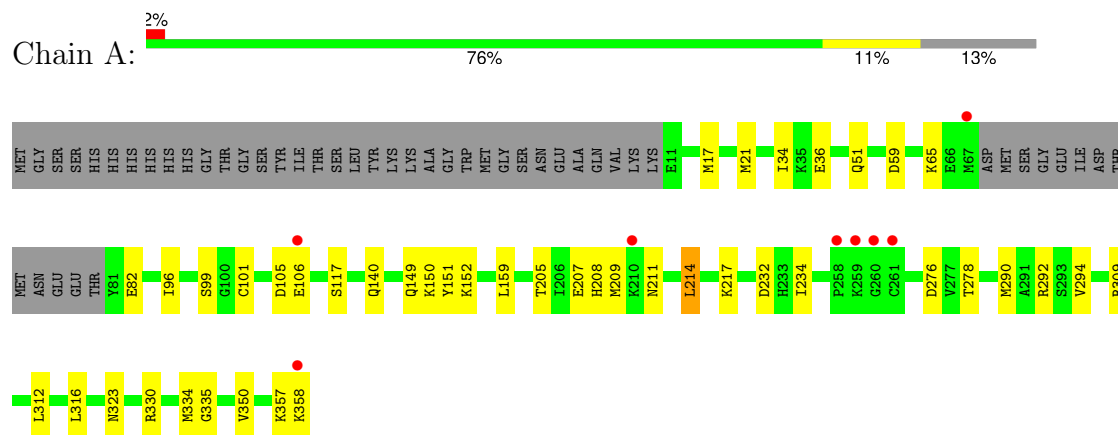 2%
Chain A:
76% 11% 13%
MET GLY SER SER HIS HIS HIS HIS HIS HIS GLY THR GLY SER TYR ILE THR SER LEU TYR LYS LYS ALA GLY TRP MET GLY SER ASN GLU ALA GLN VAL LYS LYS E11 M17 M21 I34 K35 E36 Q51 D59 K65 E66 M67 ASP MET SER GLY GLU ILE ASP THR
MET ASN GLU GLU THR Y81 E82 I96 S99 G100 C101 D105 E106 S117 Q140 Q149 K150 Y151 K152 L159 T205 I206 E207 H208 M209 K210 N211 L214 K217 D232 H233 I234 P258 K259 G260 C261 D276 V277 T278 M290 A291 R292 S293 V294
L312 L316 N323 R330 M334 G335 V350 K357 K358